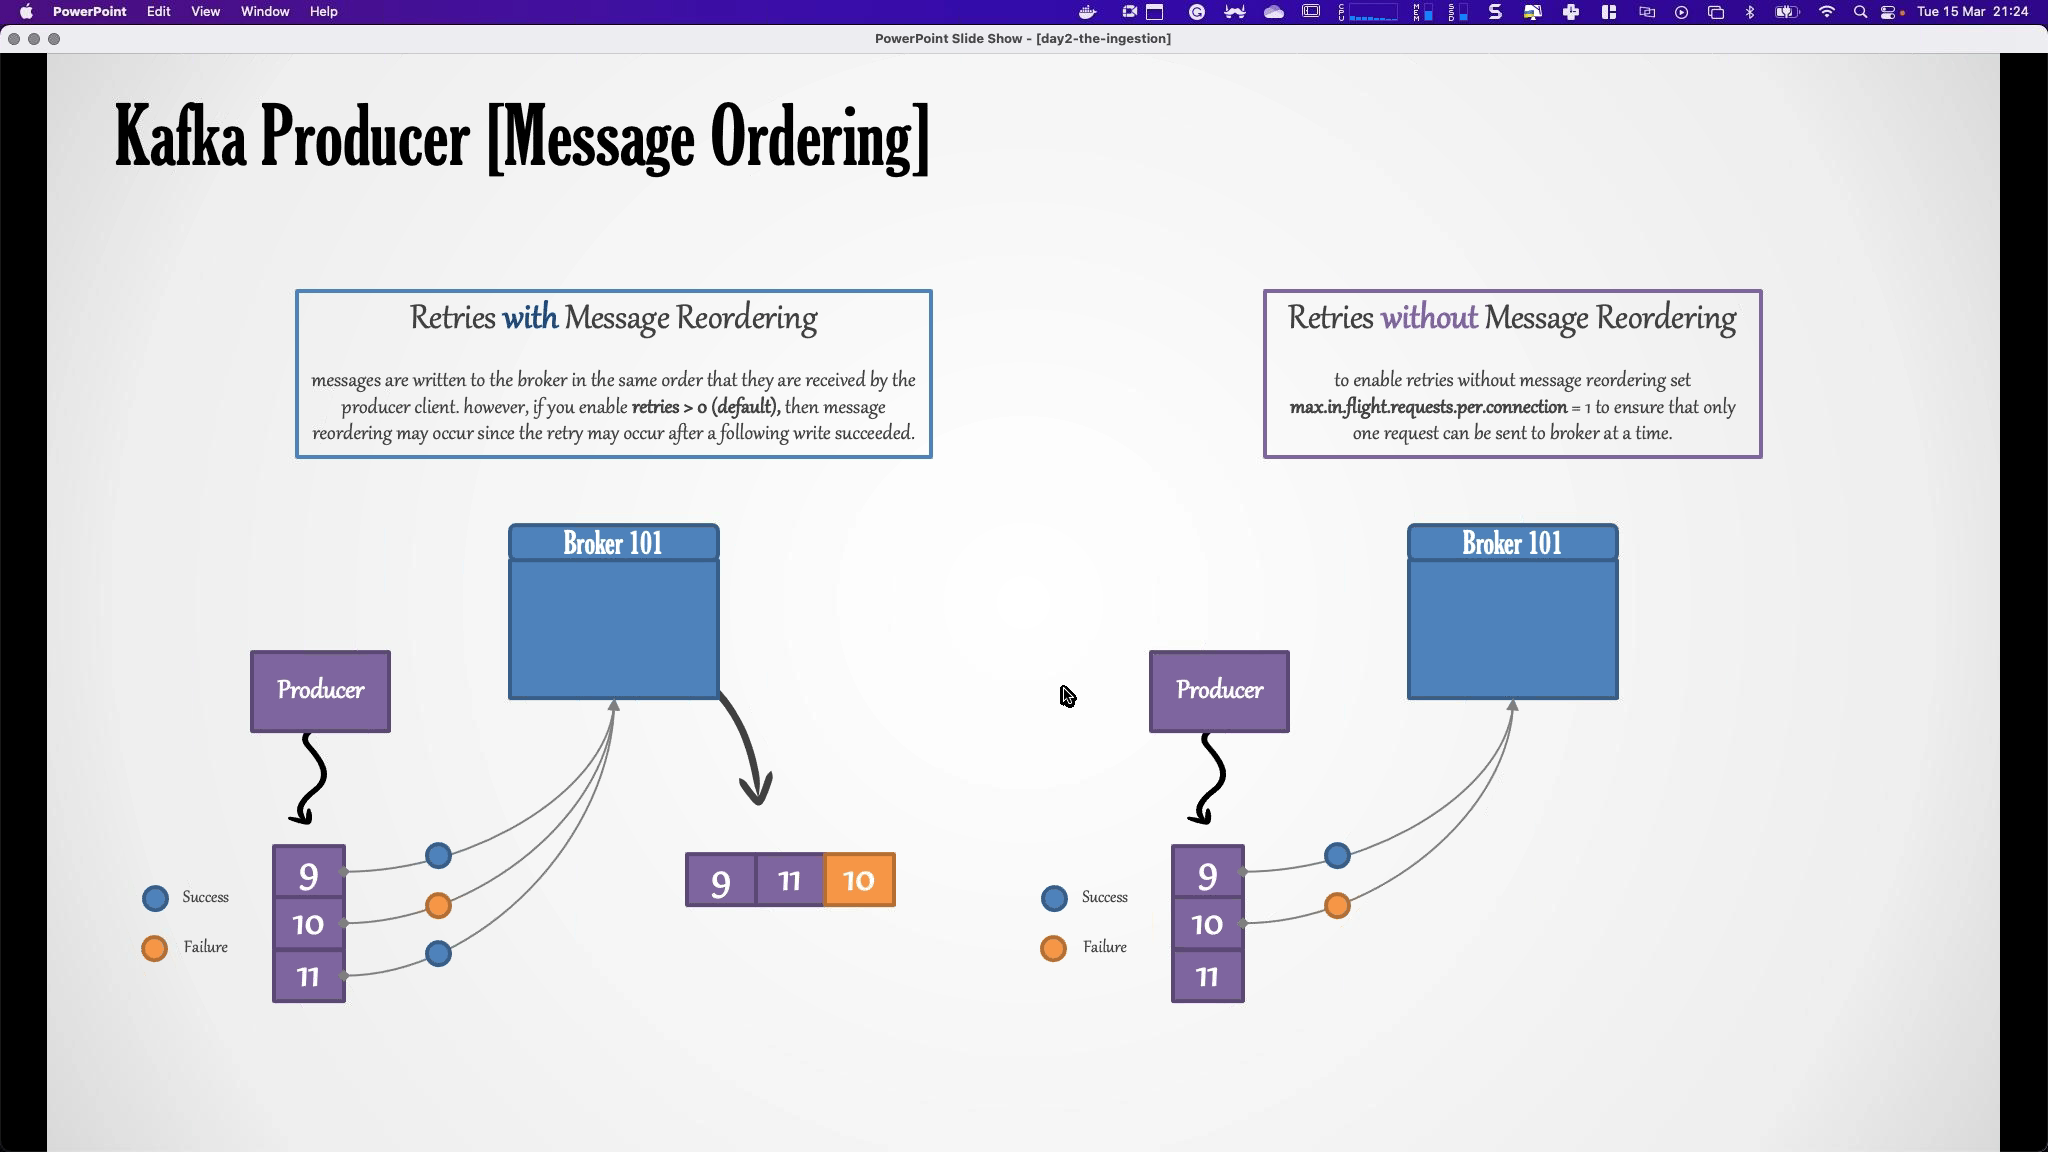 PowerPoint Edit View Window Help
Tue 15 Mar 21:24
PowerPoint Slide Show - [day2-the-ingestion]
Kafka Producer [Message Ordering]
Retries with Message Reordering
messages are written to the broker in the same order that they are received by the
producer client. however, if you enable retries > 0 (default), then message
reordering may occur since the retry may occur after a following write succeeded.
Retries without Message Reordering
to enable retries without message reordering set
max.in.flight.requests.per.connection = 1 to ensure that only
one request can be sent to broker at a time.
Broker 101
Producer
9
10
11
Success
Failure
9 11 10
Broker 101
Producer
9
10
11
Success
Failure